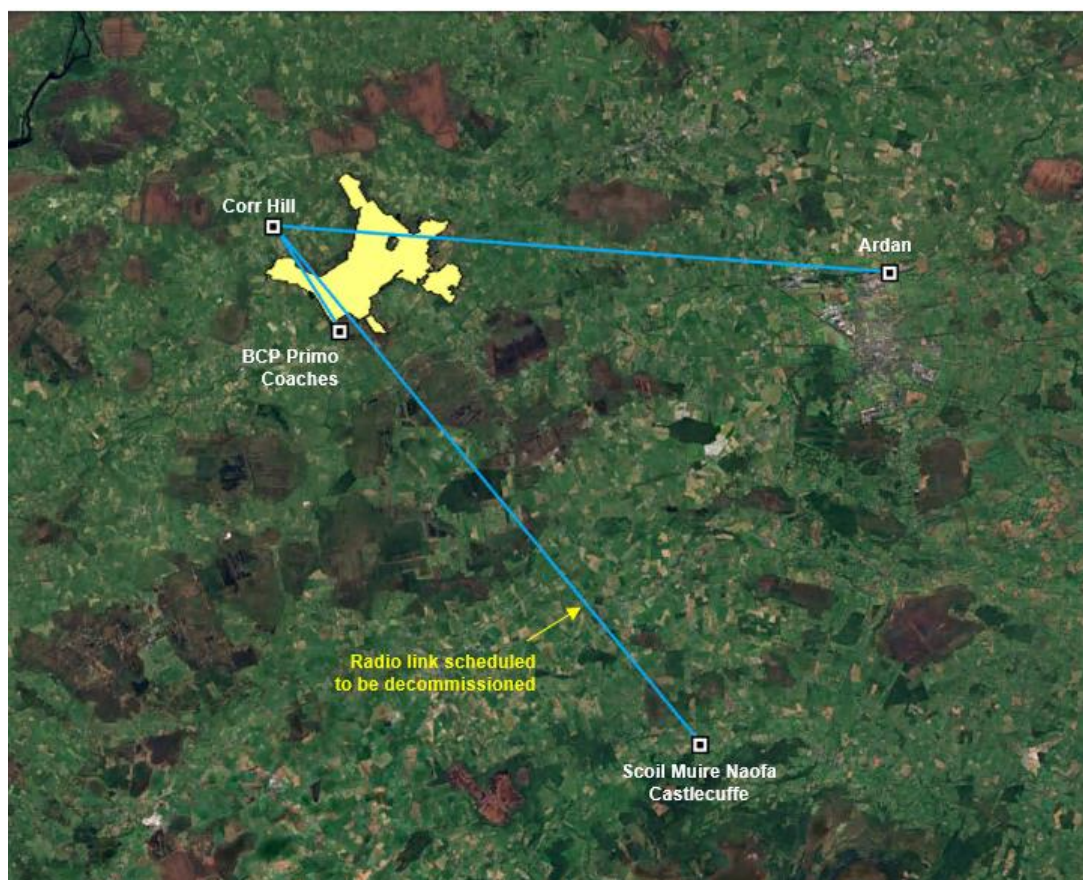 Corr Hill
Ardan
BCP Primo
Coaches
Radio link scheduled
to be decommissioned
Scoil Muire Naofa
Castlecuffe